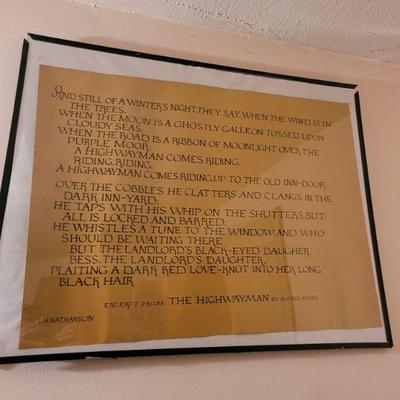 AND STILL OF A WINTER'S NIGHT, THEY SAY, WHEN THE WIND IS IN
THE TREES,
WHEN THE MOON IS A GHOSTLY GALLEON TOSSED UPON
CLOUDY SEAS,
WHEN THE ROAD IS A RIBBON OF MOONLIGHT OVER THE
PURPLE MOOR,
A HIGHWAYMAN COMES RIDING,
RIDING, RIDING,
A HIGHWAYMAN COMES RIDING, UP TO THE OLD INN-DOOR.
OVER THE COBBLES HE CLATTERS AND CLANGS IN THE
DARK INN-YARD;
HE TAPS WITH HIS WHIP ON THE SHUTTERS, BUT
ALL IS LOCKED AND BARRED;
HE WHISTLES A TUNE TO THE WINDOW, AND WHO
SHOULD BE WAITING THERE
BUT THE LANDLORD'S BLACK-EYED DAUGHER,
BESS, THE LANDLORD'S DAUGHTER,
PLAITING A DARK RED LOVE-KNOT INTO HER LONG
BLACK HAIR
EXCERPT FROM THE HIGHWAYMAN BY ALFRED NOYES
L.H. NATHANSON